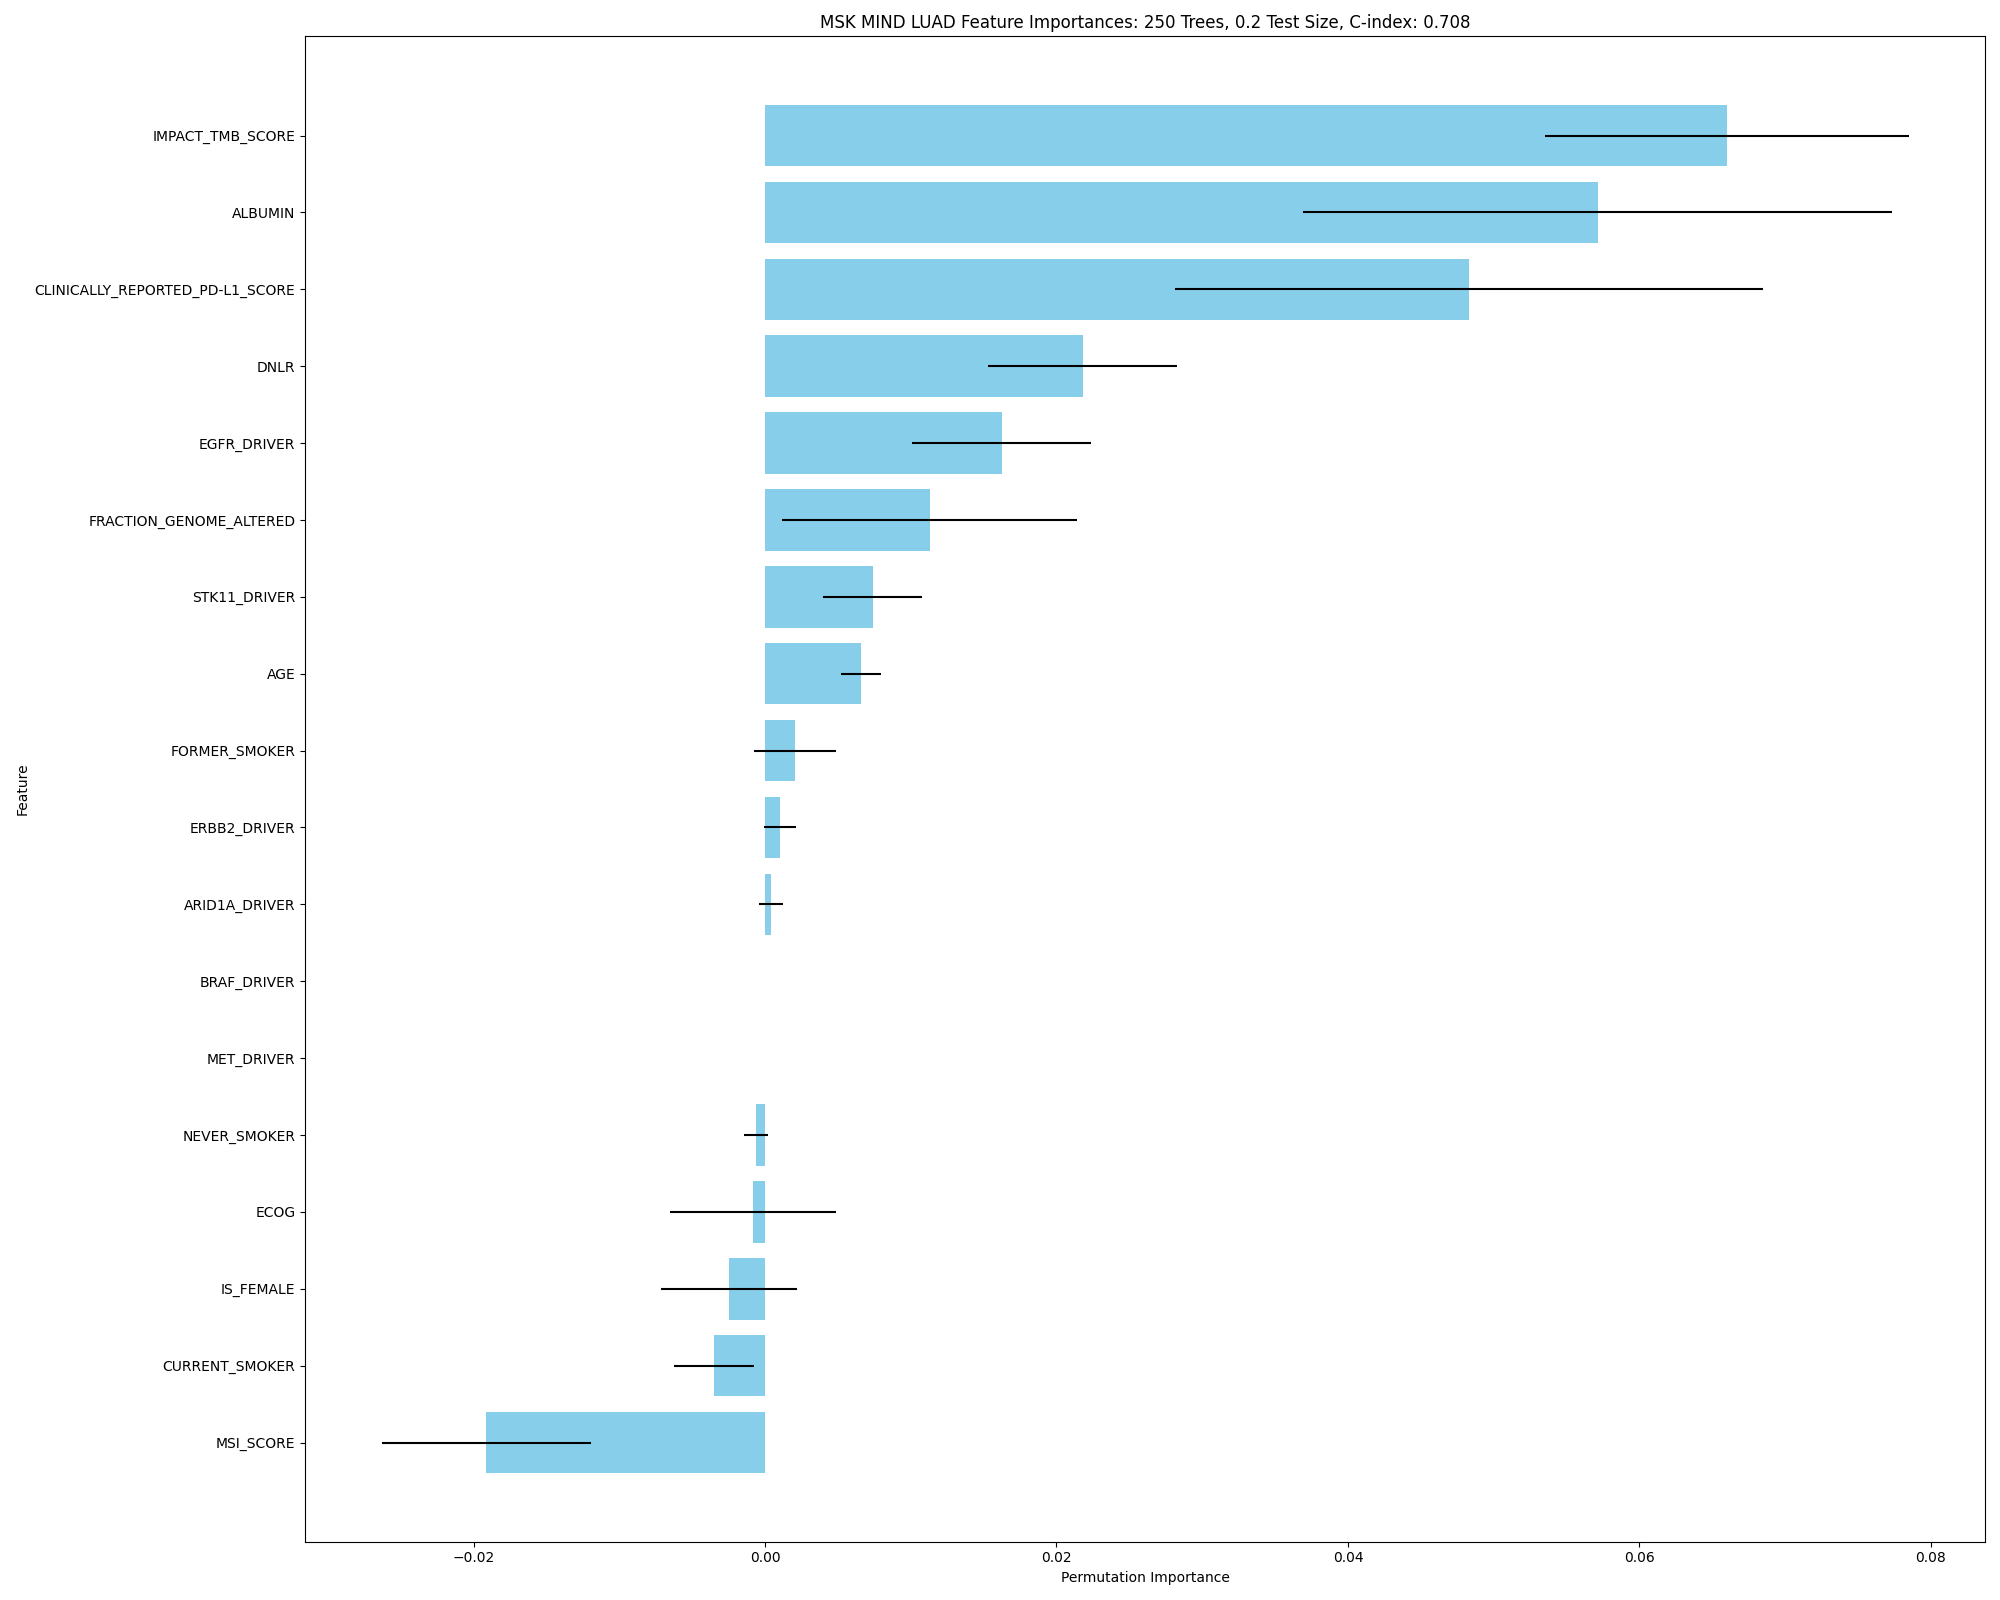 MSK MIND LUAD Feature Importances: 250 Trees, 0.2 Test Size, C-index: 0.708
IMPACT_TMB_SCORE
ALBUMIN
CLINICALLY_REPORTED_PD-L1_SCORE
DNLR
EGFR_DRIVER
FRACTION_GENOME_ALTERED
STK11_DRIVER
AGE
FORMER_SMOKER
ERBB2_DRIVER
ARID1A_DRIVER
BRAF_DRIVER
MET_DRIVER
NEVER_SMOKER
ECOG
IS_FEMALE
CURRENT_SMOKER
MSI_SCORE
Feature
−0.02 0.00 0.02 0.04 0.06 0.08
Permutation Importance